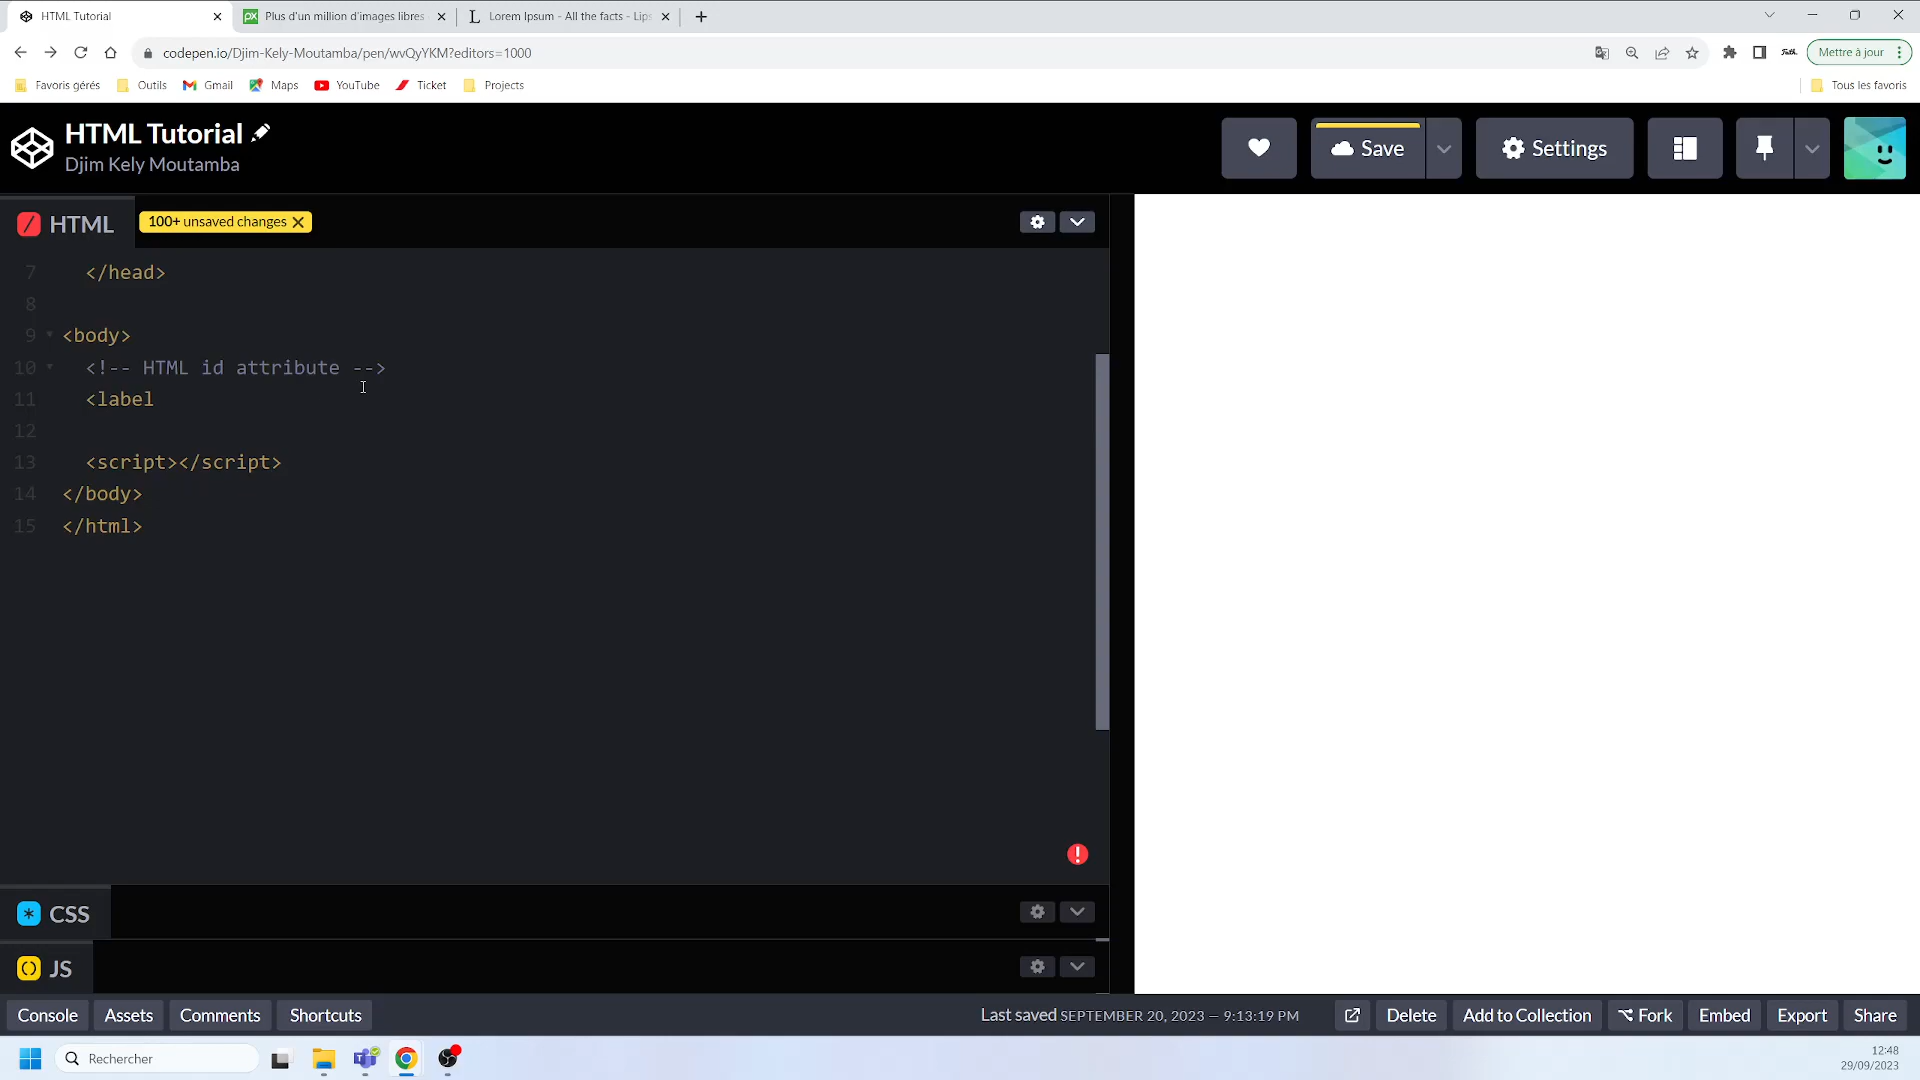 HTML Tutorial
Plus d'un million d'images libres
Lorem Ipsum - All the facts - Lips
codepen.io/Djim-Kely-Moutamba/pen/wvQyYKM?editors=1000
Mettre à jour
Favoris gérés
Outils
Gmail
Maps
YouTube
Ticket
Projects
Tous les favoris
HTML Tutorial
Djim Kely Moutamba
Save
Settings
HTML
100+ unsaved changes
7 </head>
8
9 <body>
10 <!-- HTML id attribute -->
11 <label
12
13 <script></script>
14 </body>
15 </html>
CSS
JS
Console
Assets
Comments
Shortcuts
Last saved SEPTEMBER 20, 2023 — 9:13:19 PM
Delete
Add to Collection
Fork
Embed
Export
Share
Rechercher
12:48
29/09/2023